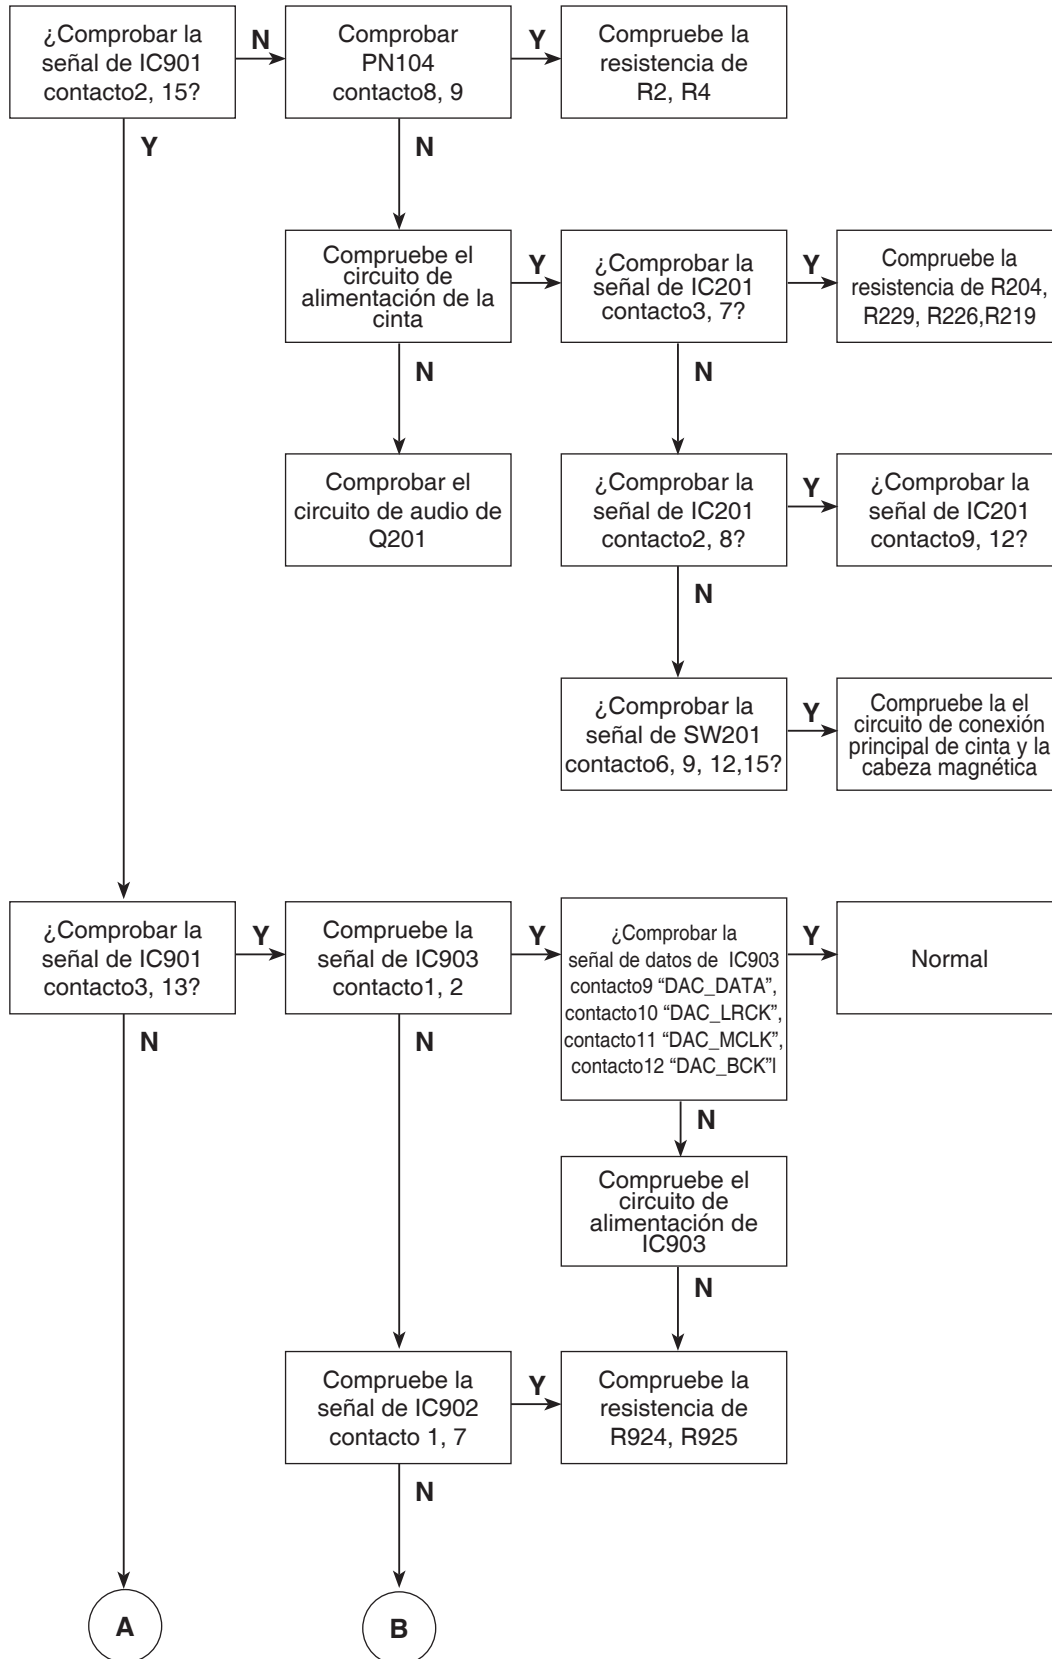 ¿Comprobar la
señal de IC901
contacto2, 15?
N
Comprobar
PN104
contacto8, 9
Y
Compruebe la
resistencia de
R2, R4
Y
N
Compruebe el
circuito de
alimentación de la
cinta
Y
¿Comprobar la
señal de IC201
contacto3, 7?
Y
Compruebe la
resistencia de R204,
R229, R226,R219
N
N
Comprobar el
circuito de audio de
Q201
¿Comprobar la
señal de IC201
contacto2, 8?
Y
¿Comprobar la
señal de IC201
contacto9, 12?
N
¿Comprobar la
señal de SW201
contacto6, 9, 12,15?
Y
Compruebe la el
circuito de conexión
principal de cinta y la
cabeza magnética
¿Comprobar la
señal de IC901
contacto3, 13?
Y
Compruebe la
señal de IC903
contacto1, 2
Y
¿Comprobar la
señal de datos de  IC903
contacto9 “DAC_DATA”,
contacto10 “DAC_LRCK”,
contacto11 “DAC_MCLK”,
contacto12 “DAC_BCK”l
Y
Normal
N
N
N
Compruebe el
circuito de
alimentación de
IC903
N
Compruebe la
señal de IC902
contacto 1, 7
Y
Compruebe la
resistencia de
R924, R925
N
A
B